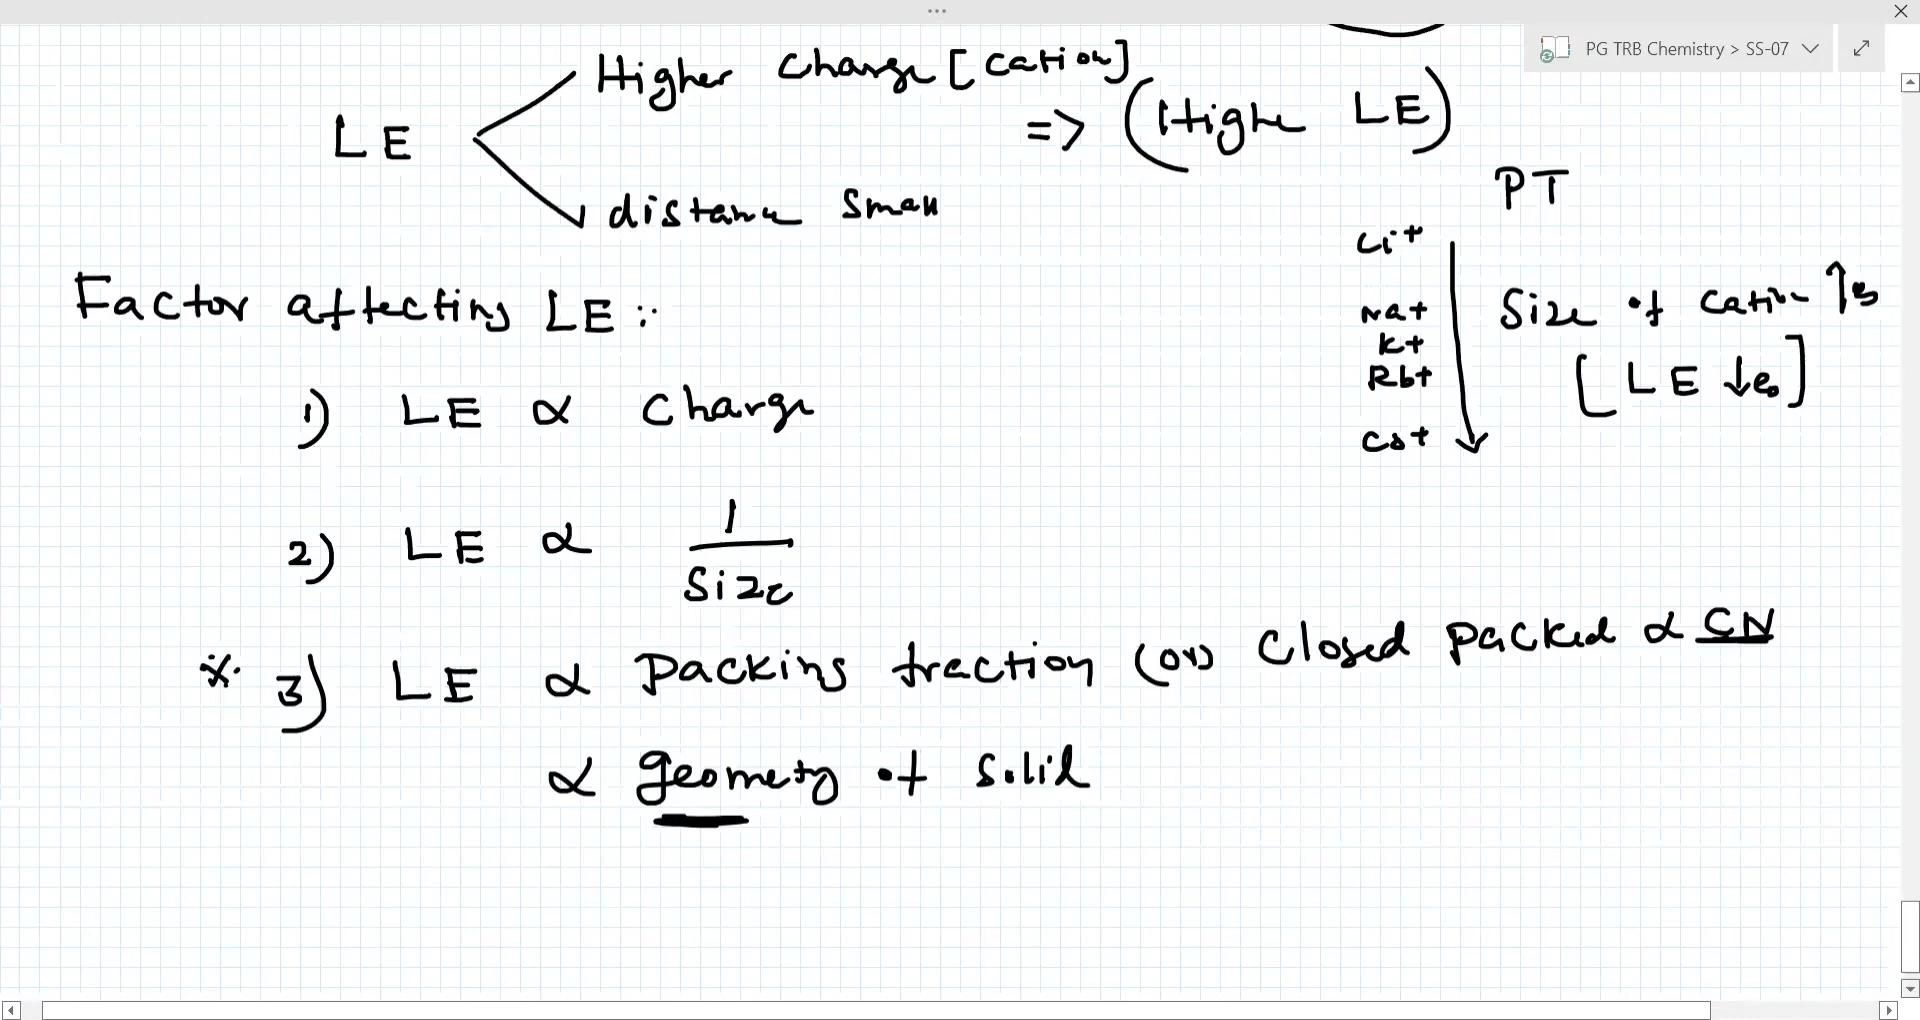 PG TRB Chemistry > SS-07
Higher Charge [Cation]
LE => (Highe LE)
distance Small
PT
Li+
Na+
K+
Rb+
Cs+
Size of Cation ↑es
[LE ↓es]
Factor affecting LE :-
1) LE ∝ Charge
2) LE ∝ 1
Size
※ 3) LE ∝ Packing fraction (or) Closed packed ∝ CN
∝ geometry of Solid